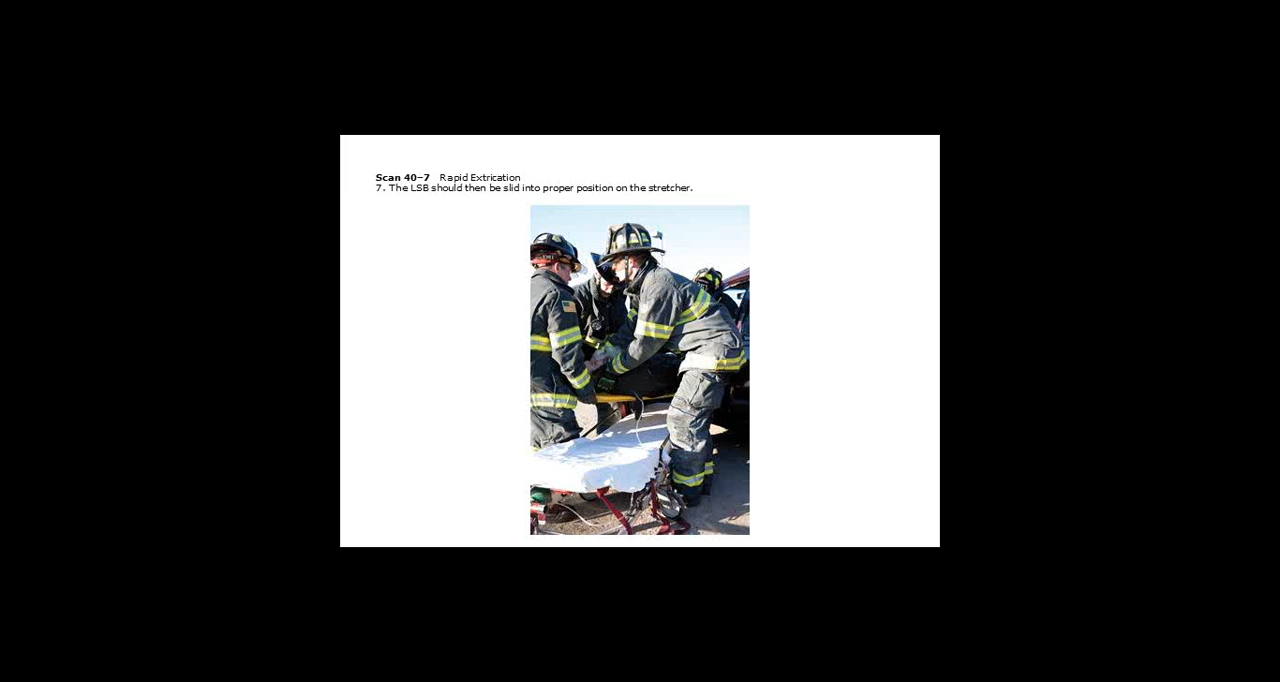 Scan 40–7 Rapid Extrication
7. The LSB should then be slid into proper position on the stretcher.